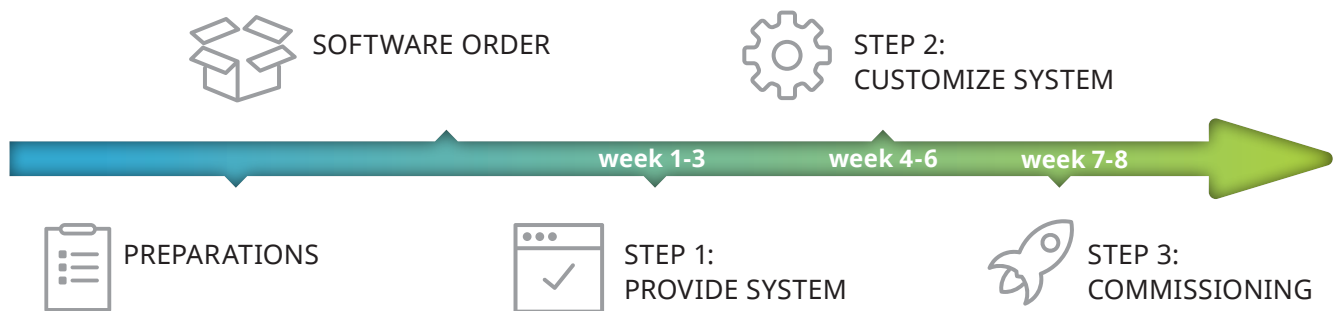 SOFTWARE ORDER
STEP 2:
CUSTOMIZE SYSTEM
week 1-3
week 4-6
week 7-8
PREPARATIONS
STEP 1:
PROVIDE SYSTEM
STEP 3:
COMMISSIONING